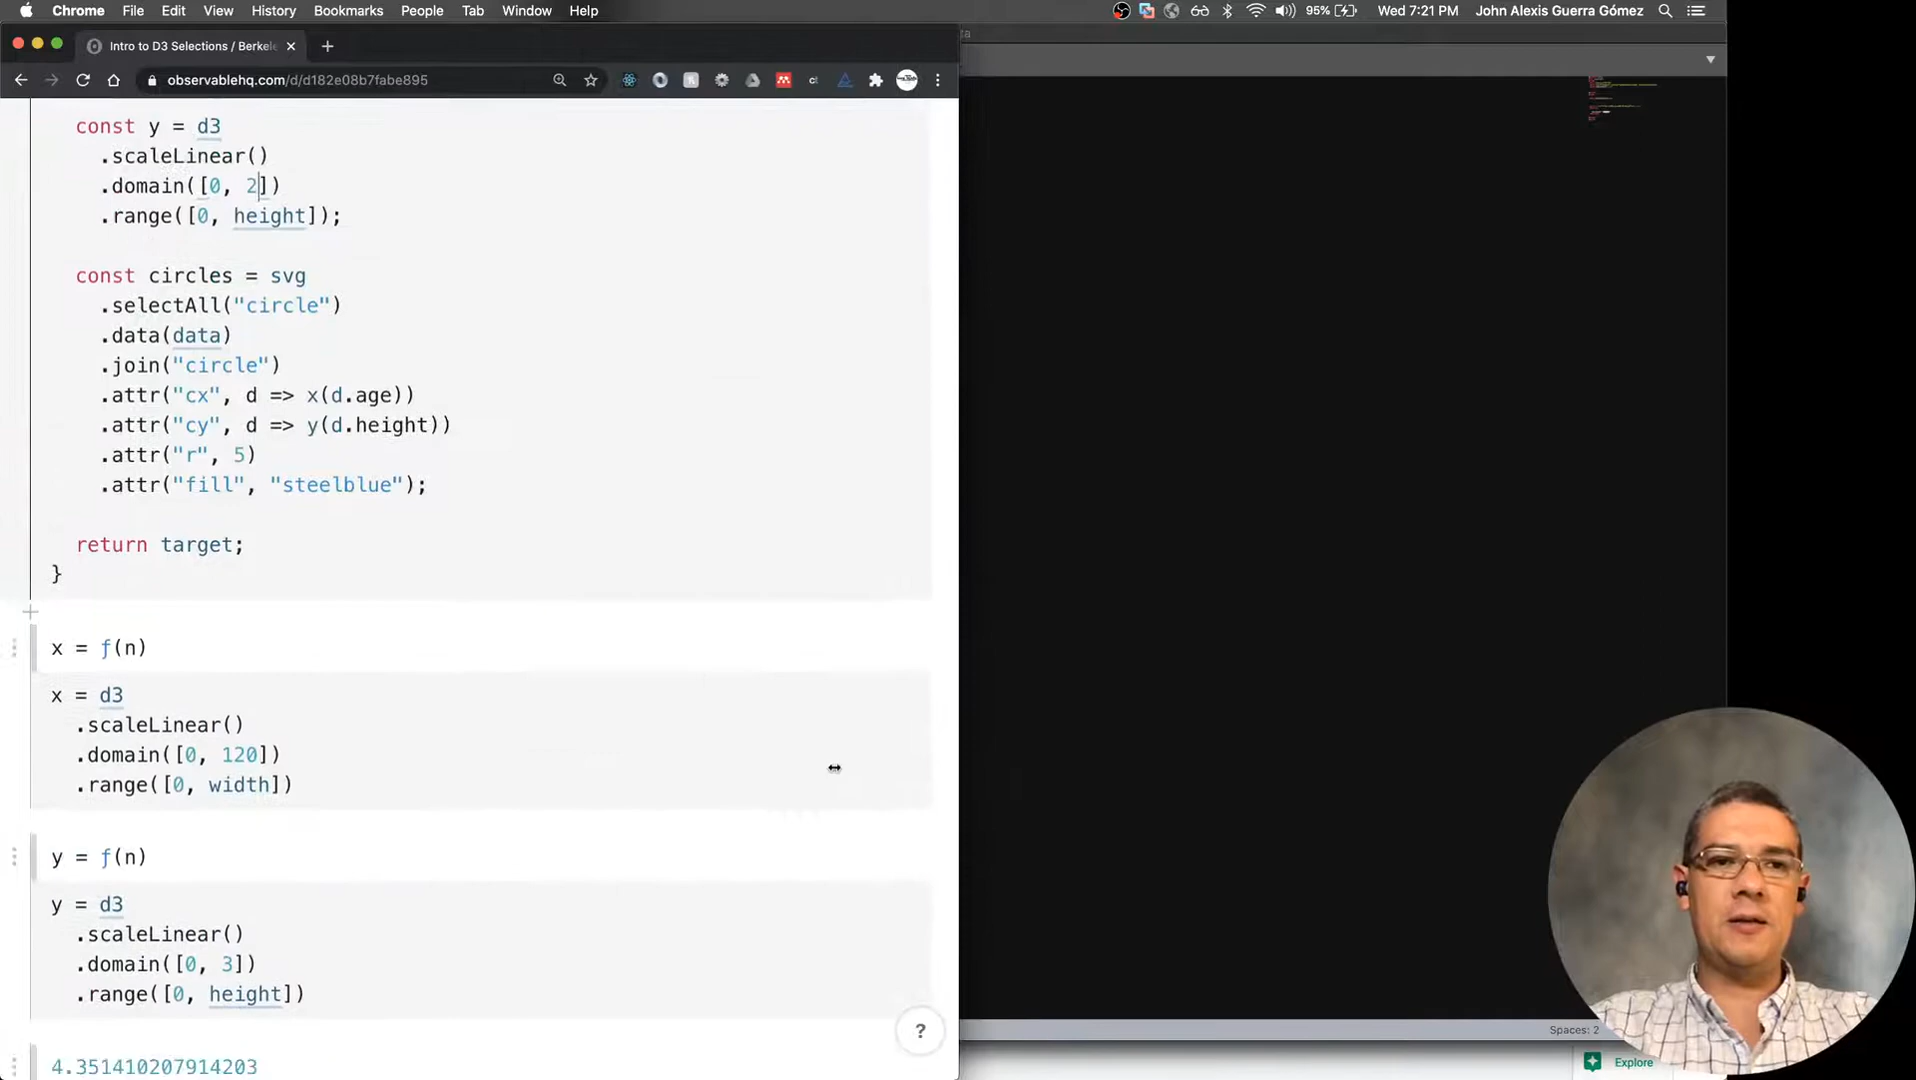 Chrome File Edit View History Bookmarks People Tab Window Help 95% Wed 7:21 PM John Alexis Guerra Gómez
Intro to D3 Selections / Berkele
observablehq.com/d/d182e08b7fabe895
const y = d3
.scaleLinear()
.domain([0, 2])
.range([0, height]);
const circles = svg
.selectAll("circle")
.data(data)
.join("circle")
.attr("cx", d => x(d.age))
.attr("cy", d => y(d.height))
.attr("r", 5)
.attr("fill", "steelblue");
return target;
}
x = ƒ(n)
x = d3
.scaleLinear()
.domain([0, 120])
.range([0, width])
y = ƒ(n)
y = d3
.scaleLinear()
.domain([0, 3])
.range([0, height])
?
4.351410207914203
Spaces: 2
Explore